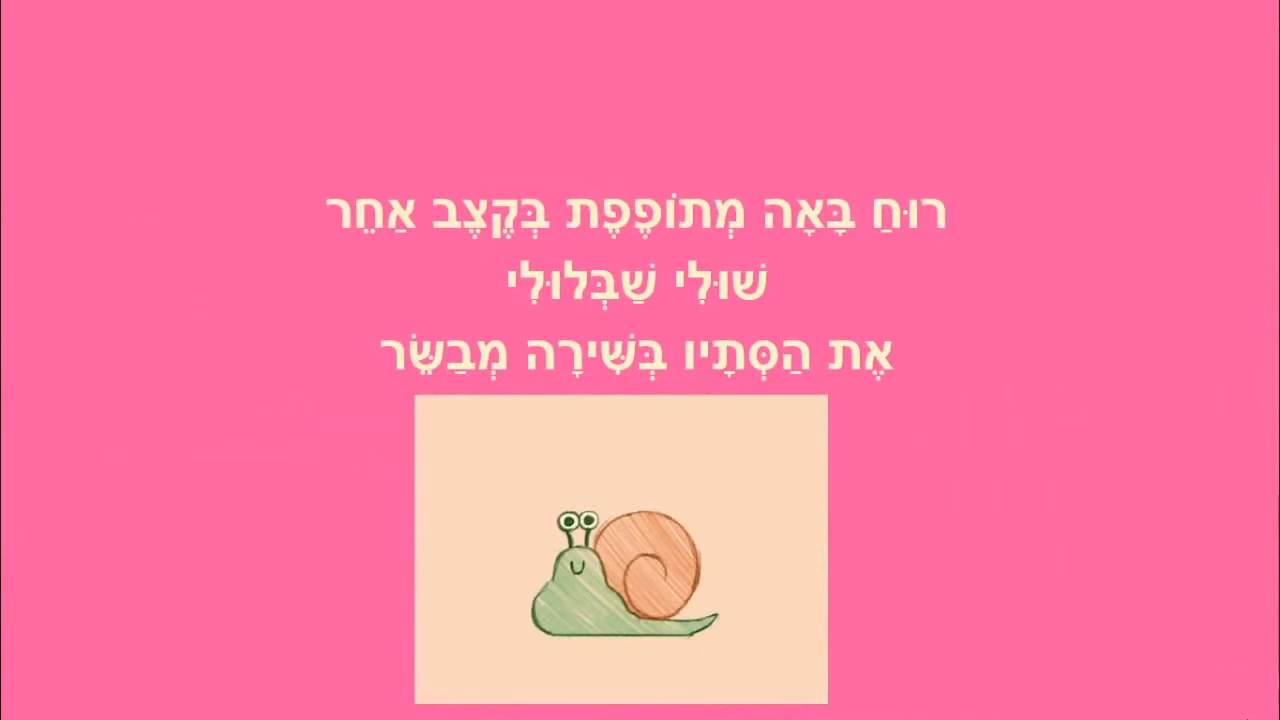 רוּחַ בָּאָה מְתוֹפֶפֶת בְּקֶצֶב אַחֵר
שׁוּלִי שַׁבְּלוּלִי
אֶת הַסְּתָיו בְּשִׁירָה מְבַשֵּׂר